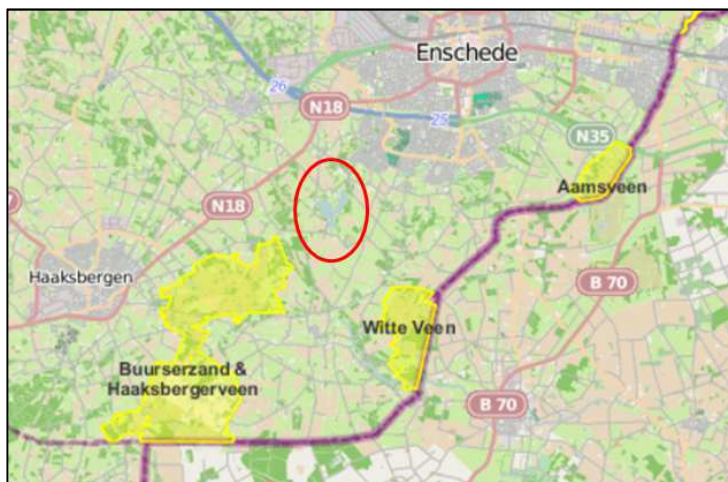 Enschede
26
N18
25
N35
Aamsveen
N18
Haaksbergen
B 70
Witte Veen
Buurserzand &
Haaksbergerveen
B 70